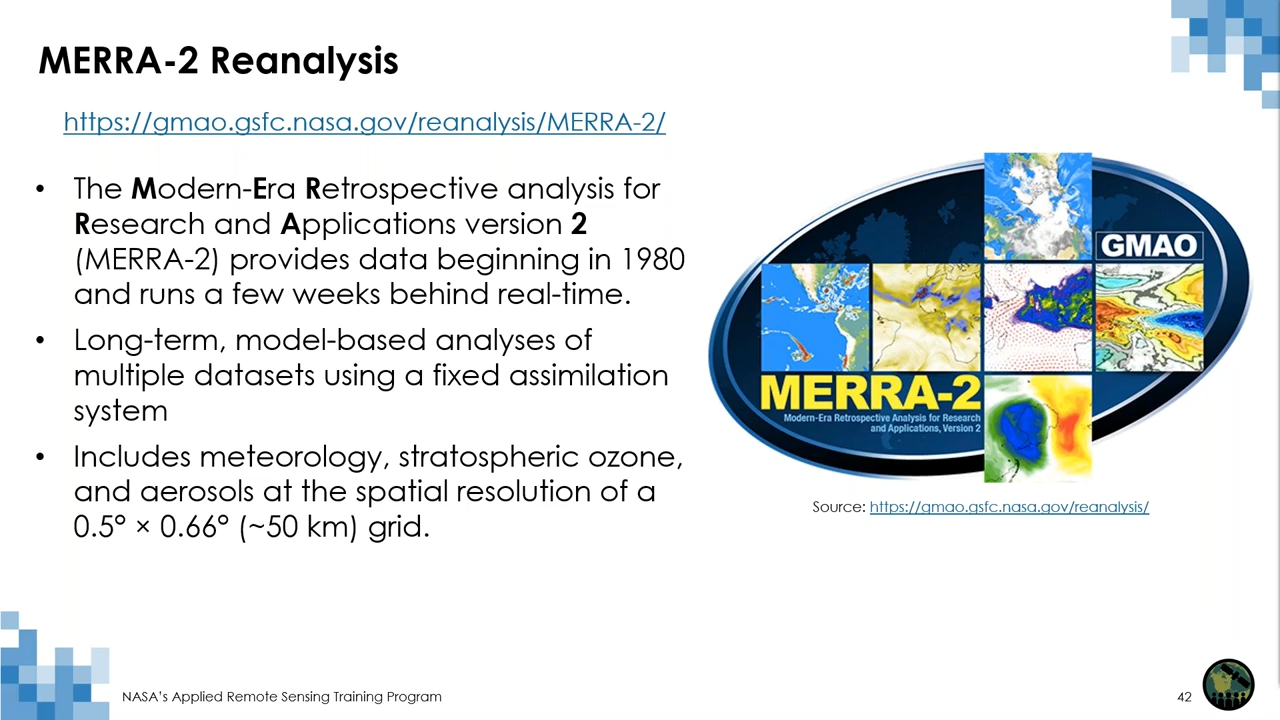 MERRA-2 Reanalysis
https://gmao.gsfc.nasa.gov/reanalysis/MERRA-2/
• The Modern-Era Retrospective analysis for
Research and Applications version 2
(MERRA-2) provides data beginning in 1980
and runs a few weeks behind real-time.
• Long-term, model-based analyses of
multiple datasets using a fixed assimilation
system
• Includes meteorology, stratospheric ozone,
and aerosols at the spatial resolution of a
0.5° × 0.66° (~50 km) grid.
GMAO
MERRA-2
Modern-Era Retrospective Analysis for Research
and Applications, Version 2
Source: https://gmao.gsfc.nasa.gov/reanalysis/
NASA's Applied Remote Sensing Training Program
42